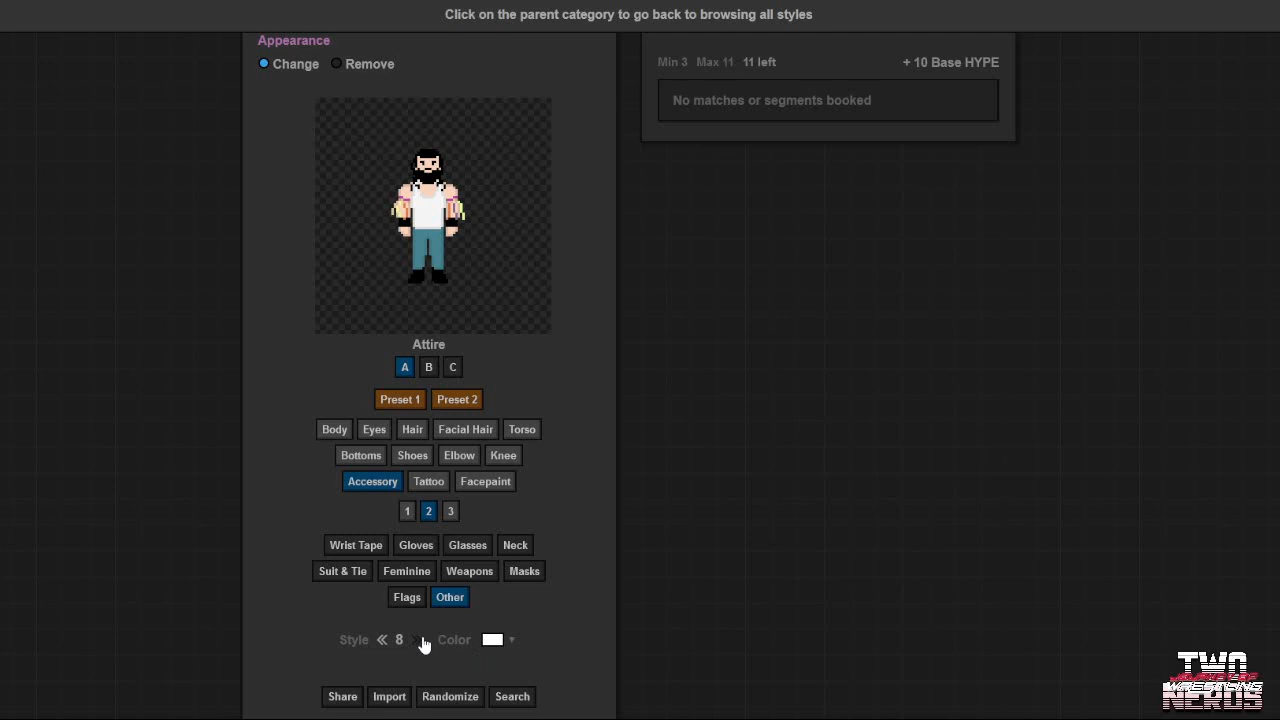 Click on the parent category to go back to browsing all styles
Appearance
Change Remove
Min 3 Max 11 11 left + 10 Base HYPE
No matches or segments booked
Attire
A B C
Preset 1 Preset 2
Body Eyes Hair Facial Hair Torso
Bottoms Shoes Elbow Knee
Accessory Tattoo Facepaint
1 2 3
Wrist Tape Gloves Glasses Neck
Suit & Tie Feminine Weapons Masks
Flags Other
Style 8 Color
Share Import Randomize Search
TWO
WRESTLING
NERDS